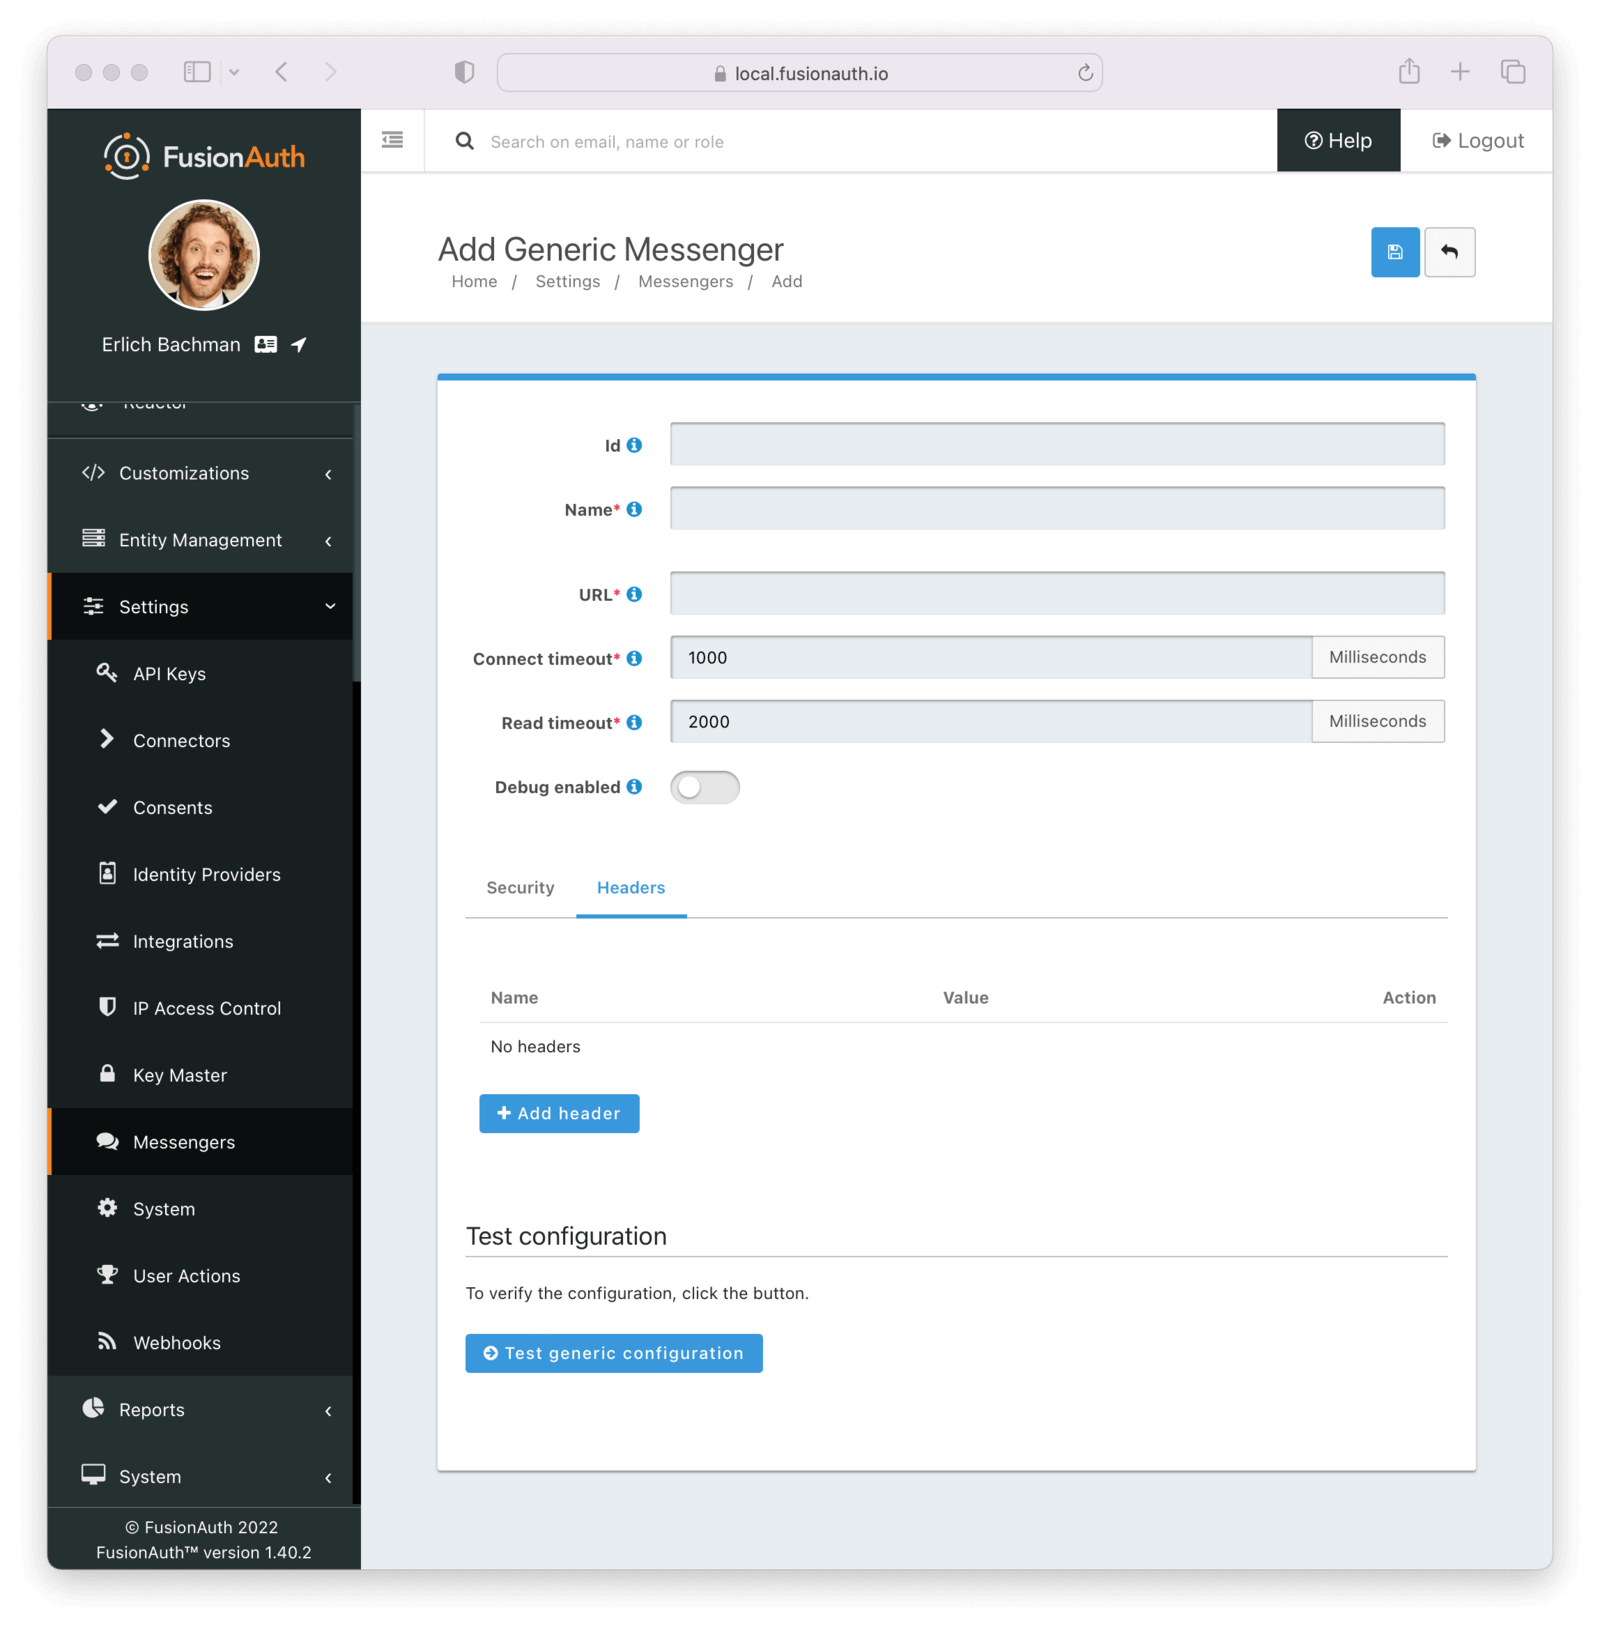 local.fusionauth.io
FusionAuth
Search on email, name or role
Help
Logout
Erlich Bachman
Reactor
Customizations
Entity Management
Settings
API Keys
Connectors
Consents
Identity Providers
Integrations
IP Access Control
Key Master
Messengers
System
User Actions
Webhooks
Reports
System
© FusionAuth 2022
FusionAuth™ version 1.40.2
Add Generic Messenger
Home / Settings / Messengers / Add
Id
Name*
URL*
Connect timeout* 1000 Milliseconds
Read timeout* 2000 Milliseconds
Debug enabled
Security Headers
Name Value Action
No headers
Add header
Test configuration
To verify the configuration, click the button.
Test generic configuration